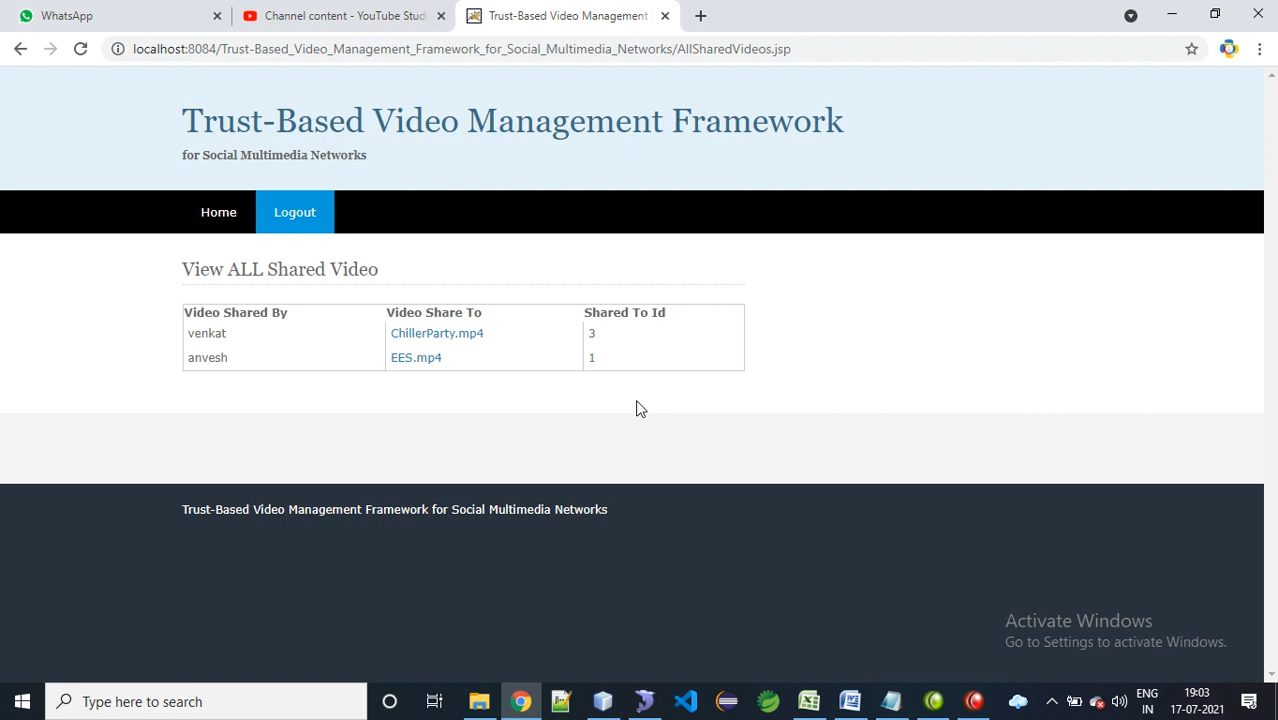 WhatsApp
Channel content - YouTube Studi
Trust-Based Video Management
localhost:8084/Trust-Based_Video_Management_Framework_for_Social_Multimedia_Networks/AllSharedVideos.jsp
Trust-Based Video Management Framework
for Social Multimedia Networks
Home Logout
View ALL Shared Video
Video Shared By Video Share To Shared To Id
venkat ChillerParty.mp4 3
anvesh EES.mp4 1
Trust-Based Video Management Framework for Social Multimedia Networks
Activate Windows
Go to Settings to activate Windows.
Type here to search
ENG 19:03
IN 17-07-2021